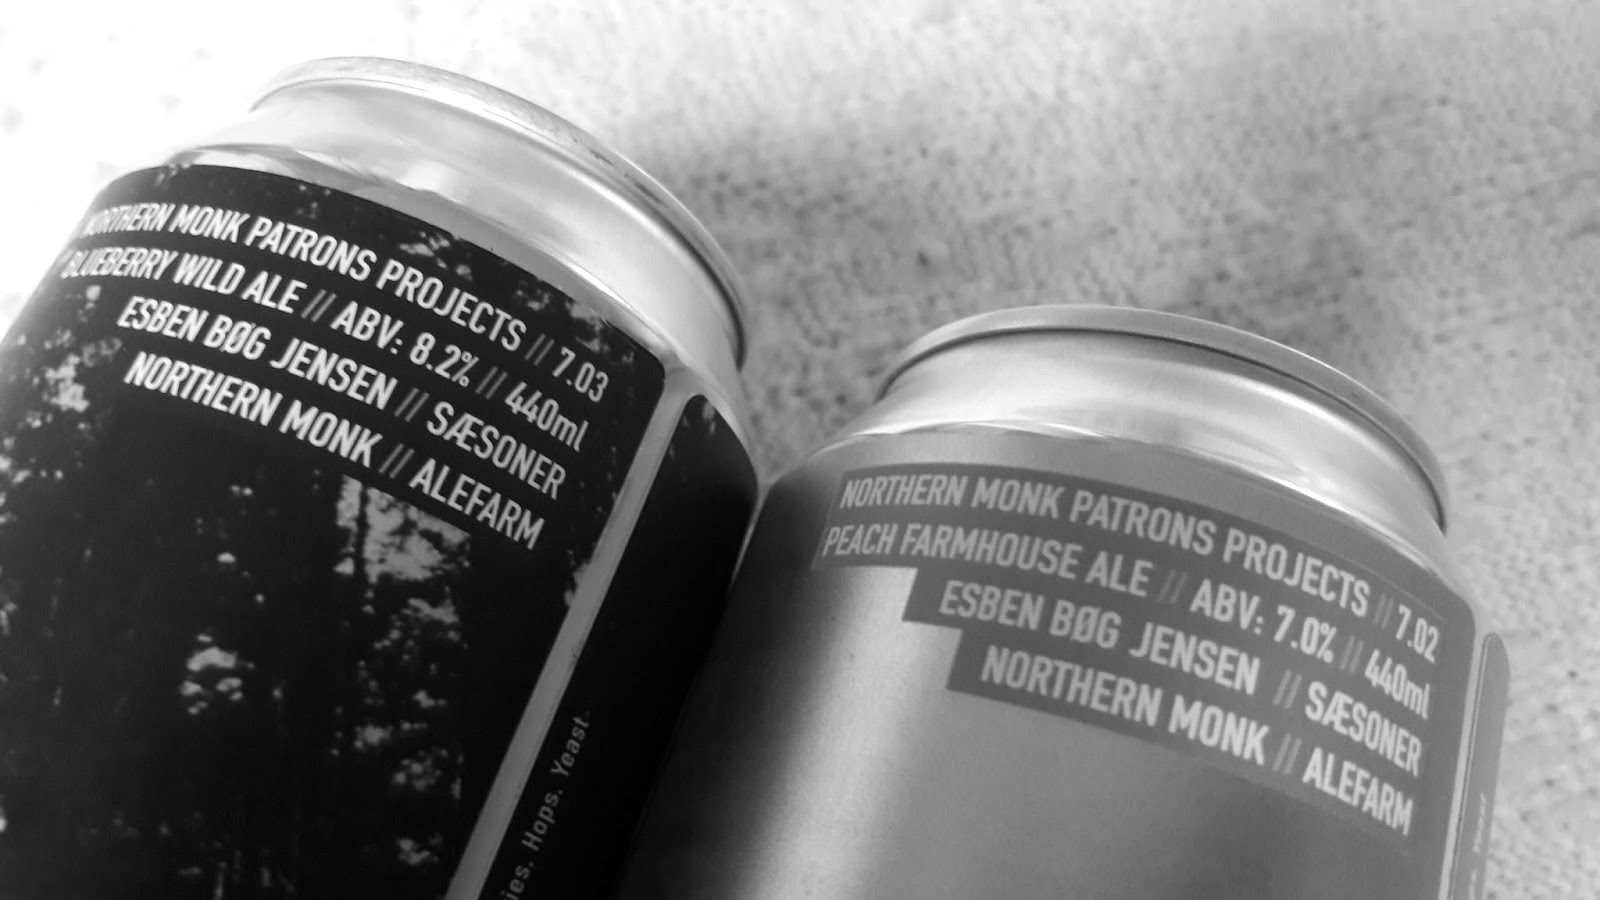 NORTHERN MONK PATRONS PROJECTS // 7.03
BLUEBERRY WILD ALE // ABV: 8.2% // 440ml
ESBEN BØG JENSEN // SÆSONER
NORTHERN MONK // ALEFARM
Hops. Yeast.
NORTHERN MONK PATRONS PROJECTS // 7.02
PEACH FARMHOUSE ALE // ABV: 7.0% // 440ml
ESBEN BØG JENSEN // SÆSONER
NORTHERN MONK // ALEFARM